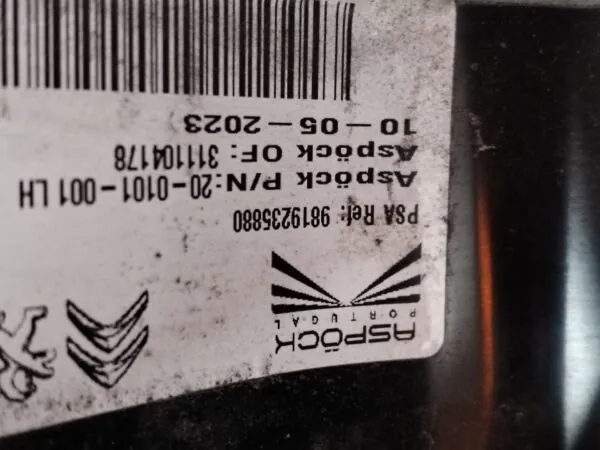 ASPÖCK
PORTUGAL
PSA Ref: 9819235880
Aspöck P/N: 20-0101-001 LH
Aspöck OF: 311104178
10-05-2023